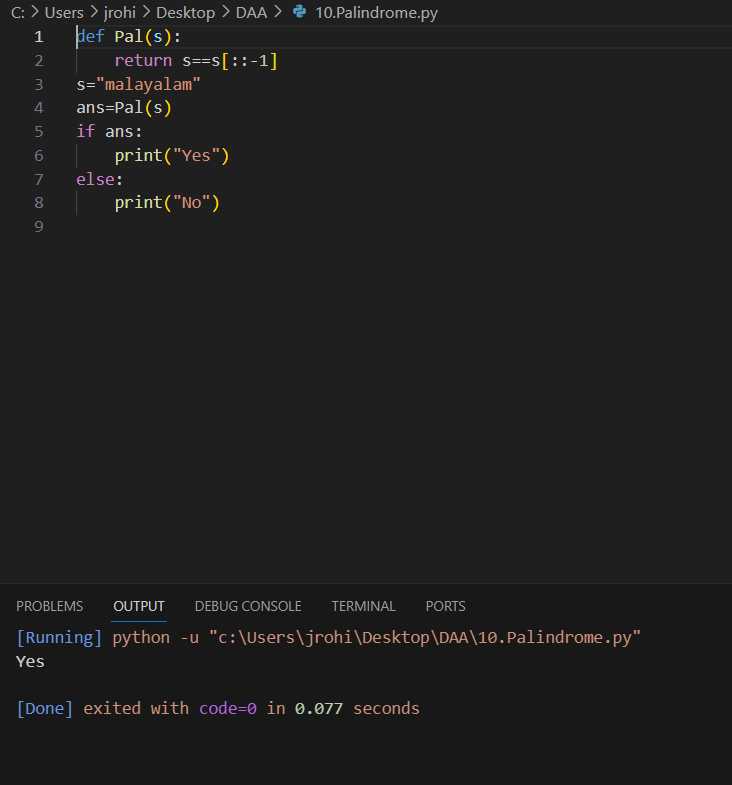 C: > Users > jrohi > Desktop > DAA > 10.Palindrome.py
1 def Pal(s):
2     return s==s[::-1]
3 s="malayalam"
4 ans=Pal(s)
5 if ans:
6     print("Yes")
7 else:
8     print("No")
9
PROBLEMS OUTPUT DEBUG CONSOLE TERMINAL PORTS
[Running] python -u "c:\Users\jrohi\Desktop\DAA\10.Palindrome.py"
Yes
[Done] exited with code=0 in 0.077 seconds